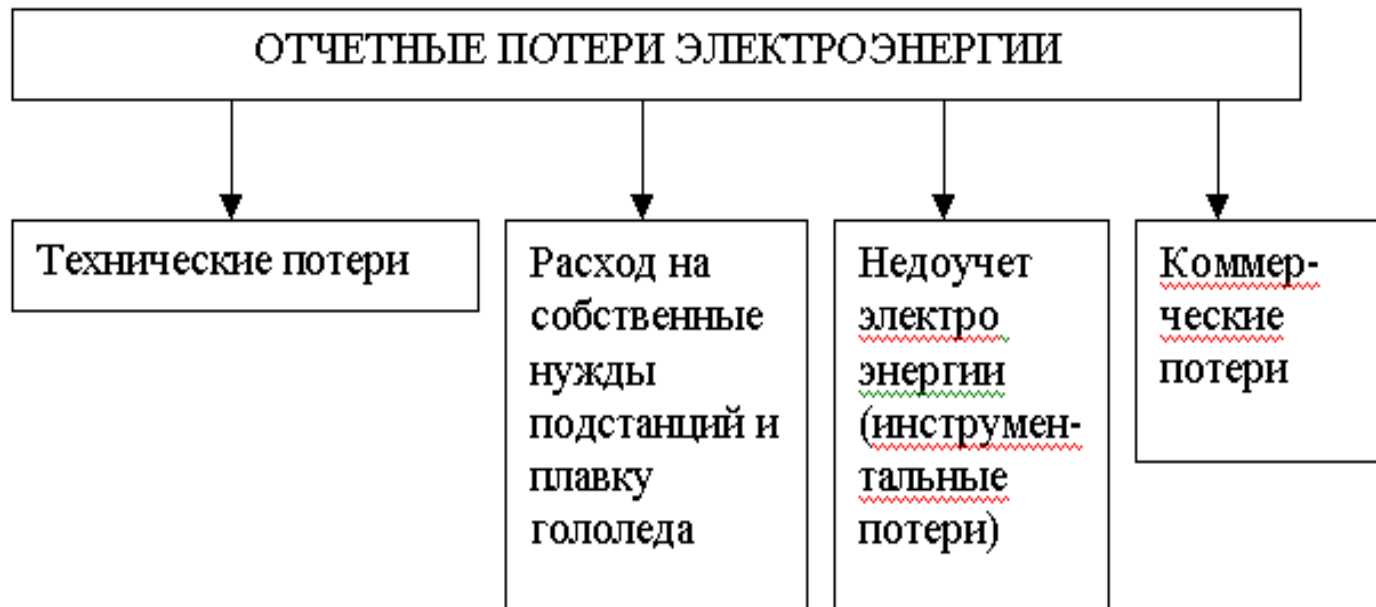 ОТЧЕТНЫЕ ПОТЕРИ ЭЛЕКТРОЭНЕРГИИ
Технические потери
Расход на
собственные
нужды
подстанций и
плавку
гололеда
Недоучет
электро
энергии
(инструмен-
тальные
потери)
Коммер-
ческие
потери